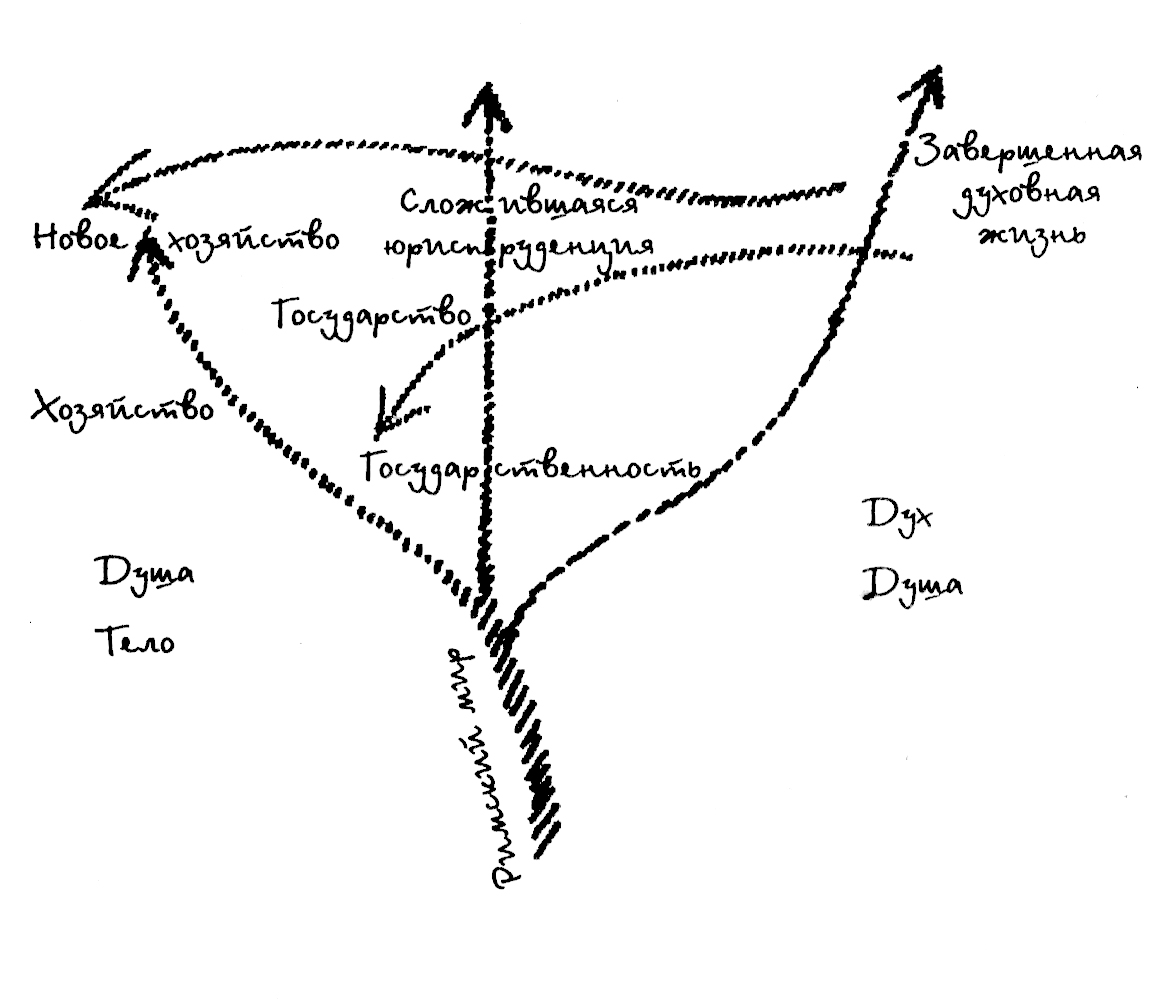 Завершенная
духовная
жизнь
Сложившаяся
юриспруденция
Новое хозяйство
Государство
Хозяйство
Государственность
Дух
Душа
Душа
Тело
Римский мир